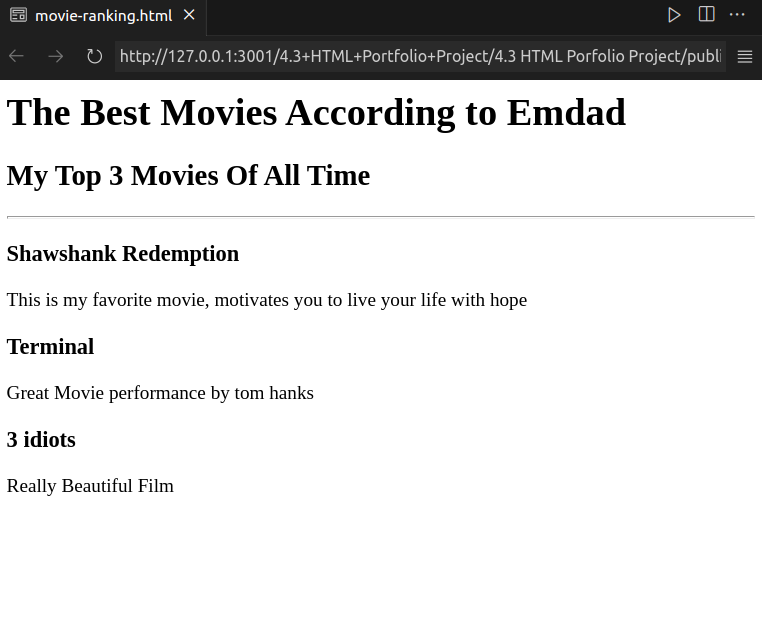 movie-ranking.html
http://127.0.0.1:3001/4.3+HTML+Portfolio+Project/4.3 HTML Porfolio Project/publi
The Best Movies According to Emdad
My Top 3 Movies Of All Time
Shawshank Redemption
This is my favorite movie, motivates you to live your life with hope
Terminal
Great Movie performance by tom hanks
3 idiots
Really Beautiful Film